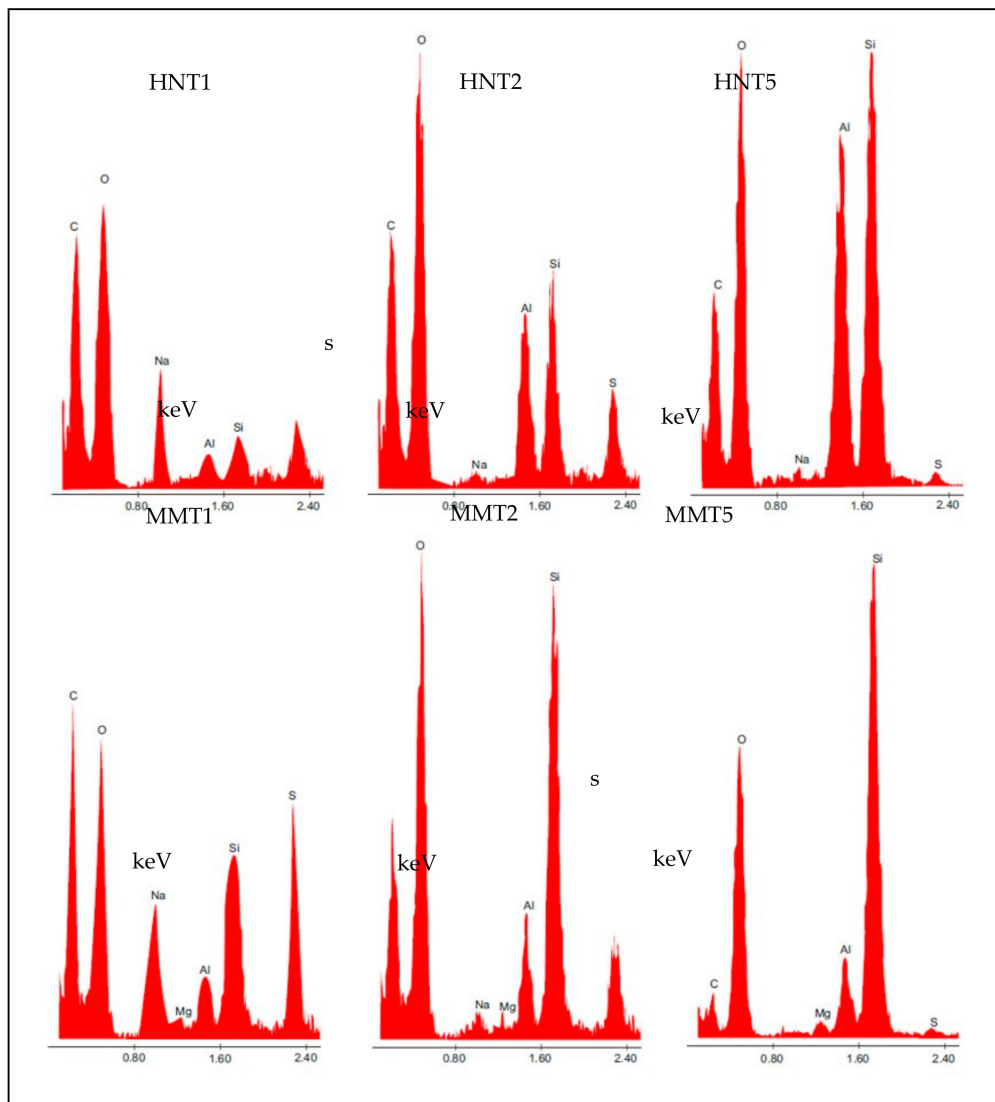 O
Si
O
HNT1
HNT2
HNT5
Al
O
C
C
Si
C
Al
s
Na
S
keV
keV
keV
Al
Si
Na
Na
S
0.80
1.60
2.40
0.80
1.60
2.40
0.80
1.60
2.40
MMT1
MMT2
MMT5
O
Si
Si
C
O
O
s
S
keV
keV
keV
Si
Na
Al
Al
Al
C
Mg
Na
Mg
Mg
S
0.80
1.60
2.40
0.80
1.60
2.40
0.80
1.60
2.40